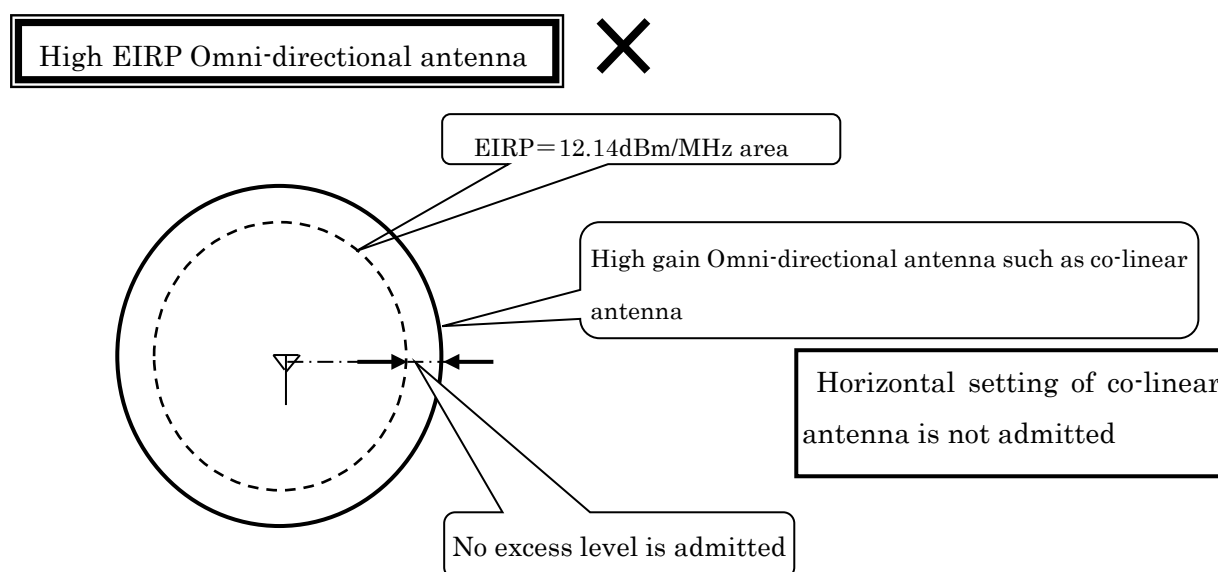 High EIRP Omni-directional antenna
EIRP＝12.14dBm/MHz area
High gain Omni-directional antenna such as co-linear
antenna
Horizontal setting of co-linear
antenna is not admitted
No excess level is admitted